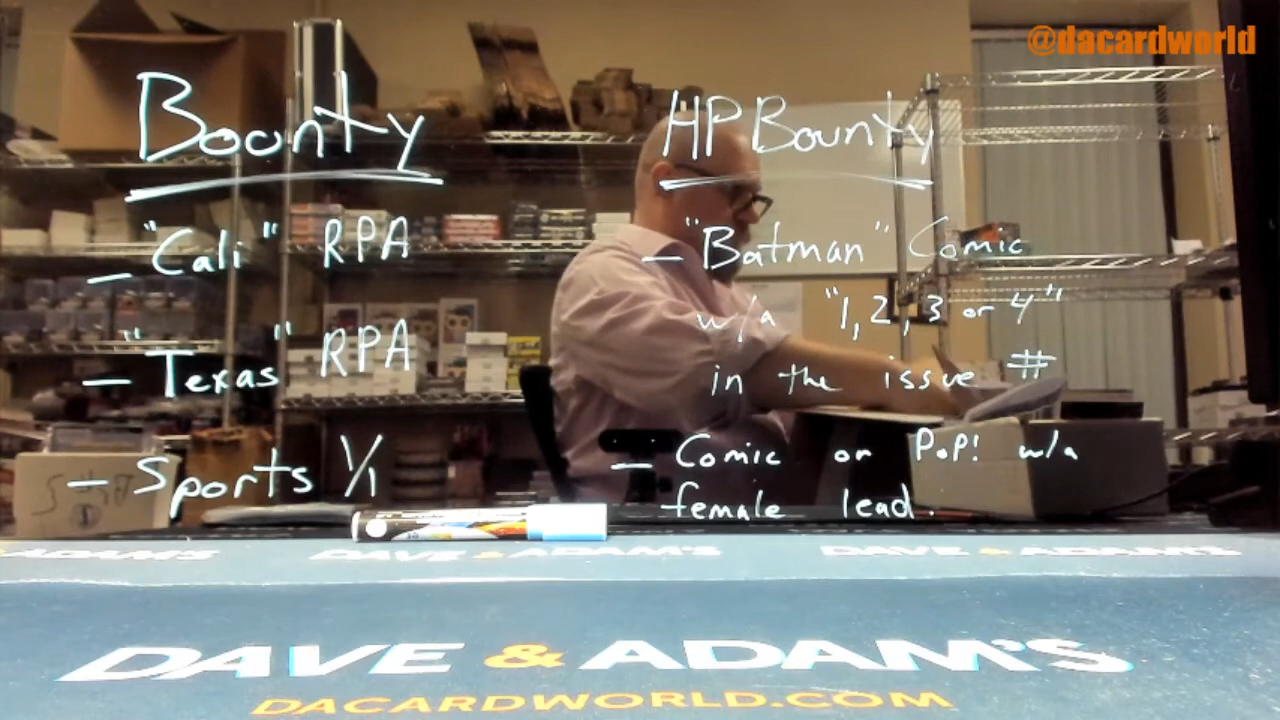 @dacardworld
Bounty
- "Cali" RPA
- "Texas" RPA
- Sports 1/1
HP Bounty
- "Batman" Comic
w/a "1, 2, 3 or 4"
in the issue #
- Comic or PoP! w/a
female lead.
ADAM'S DAVE & ADAM'S DAVE & ADAM'S
DAVE & ADAM'S
DACARDWORLD.COM